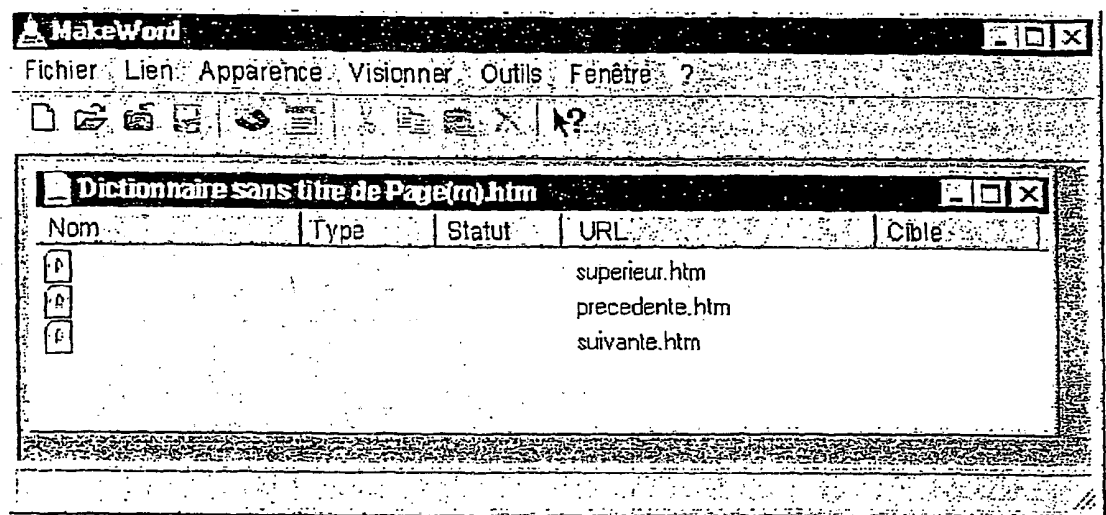 MakeWord
Fichier Lien Apparence Visionner Outils Fenêtre ?
Dictionnaire sans titre de Page(m).htm
Nom Type Statut URL Cible
superieur.htm
precedente.htm
suivante.htm